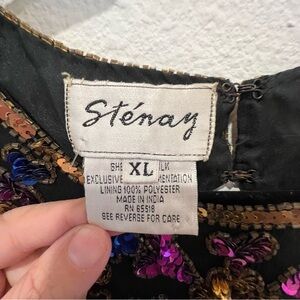 Sténay
XL
EXCLUSIVE
LINING 100% POLYESTER
MADE IN INDIA
RN 65518
SEE REVERSE FOR CARE